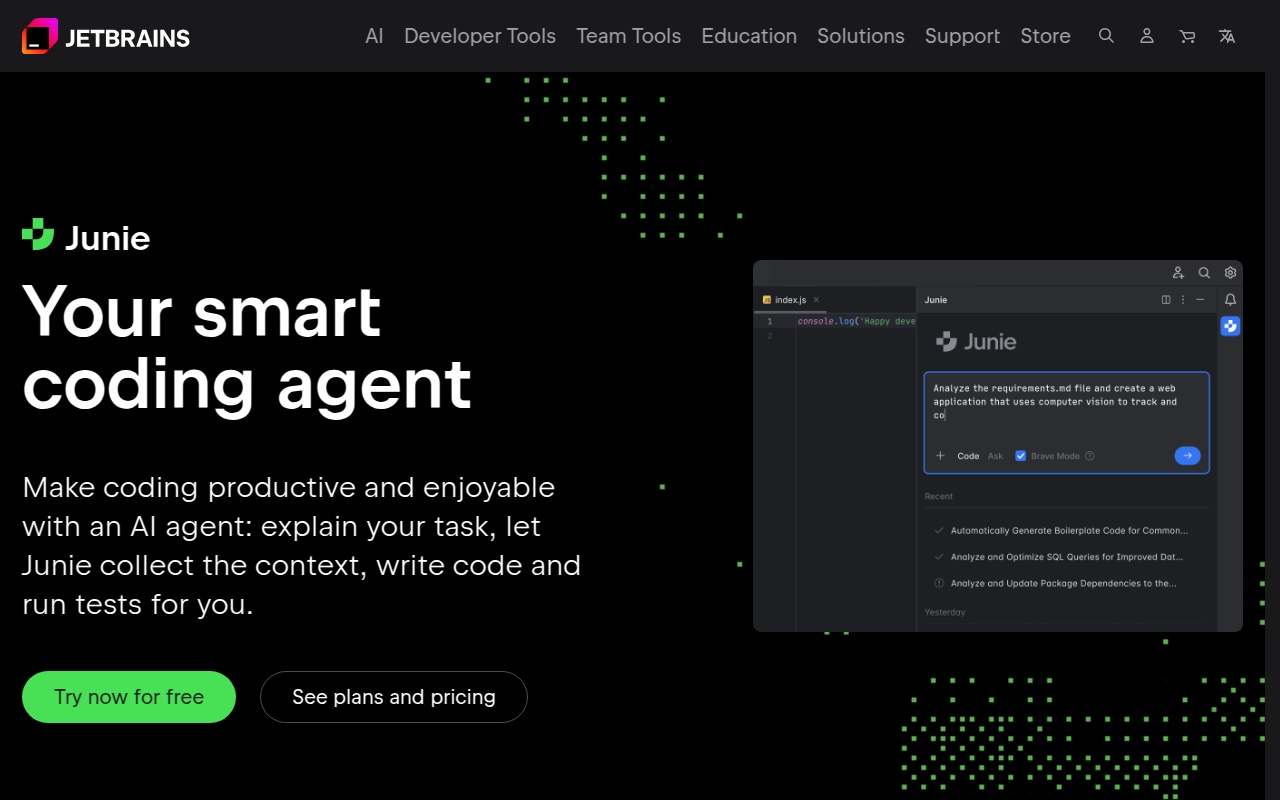 JETBRAINS
AI Developer Tools Team Tools Education Solutions Support Store
Junie
Your smart
coding agent
Make coding productive and enjoyable
with an AI agent: explain your task, let
Junie collect the context, write code and
run tests for you.
Try now for free
See plans and pricing
index.js
1 console.log('Happy deve
2
Junie
Junie
Analyze the requirements.md file and create a web
application that uses computer vision to track and
co
Code Ask Brave Mode
Recent
Automatically Generate Boilerplate Code for Common...
Analyze and Optimize SQL Queries for Improved Dat...
Analyze and Update Package Dependencies to the...
Yesterday